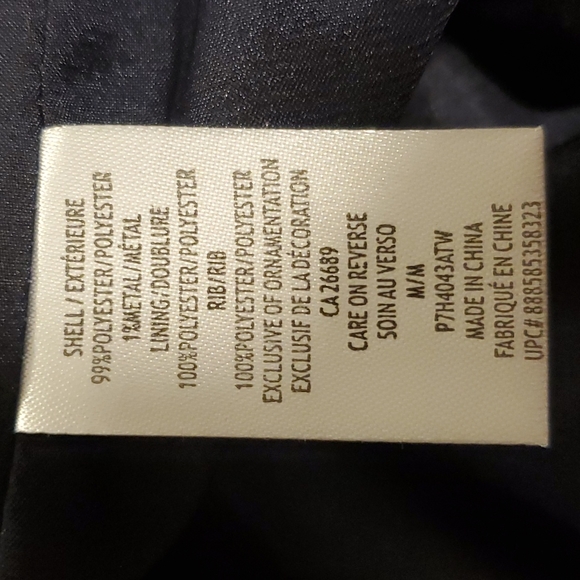 SHELL / EXTÉRIEURE
99%POLYESTER/POLYESTER
1%METAL/MÉTAL
LINING/DOUBLURE
100%POLYESTER/POLYESTER
RIB/RIB
100%POLYESTER/POLYESTER
EXCLUSIVE OF ORNAMENTATION
EXCLUSIF DE LA DÉCORATION
CA 26689
CARE ON REVERSE
SOIN AU VERSO
M/M
P7H4043ATW
MADE IN CHINA
FABRIQUÉ EN CHINE
UPC# 888585358323